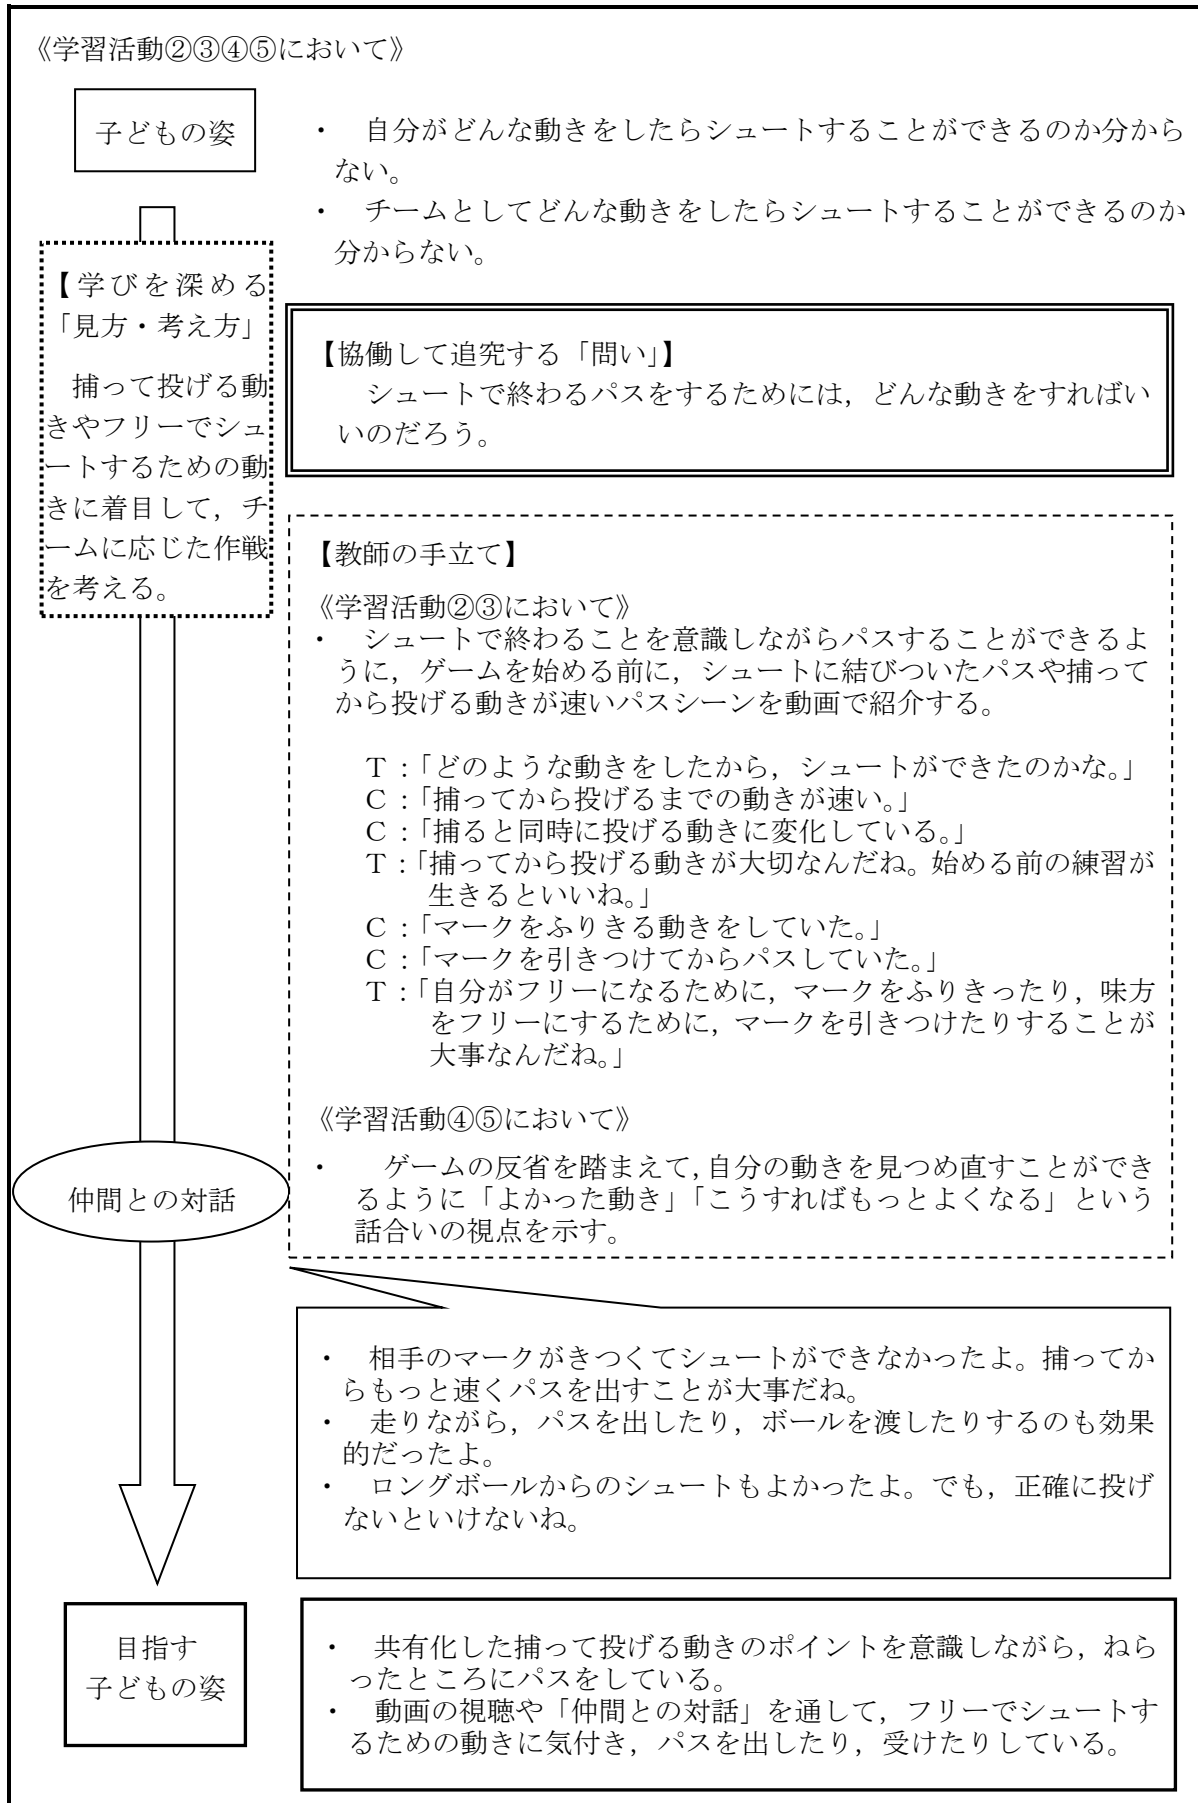 《学習活動②③④⑤において》
子どもの姿
・　自分がどんな動きをしたらシュートすることができるのか分から
ない。
・　チームとしてどんな動きをしたらシュートすることができるのか
分からない。
【学びを深める
「見方・考え方」
捕って投げる動
きやフリーでシュ
ートするための動
きに着目して，チ
ームに応じた作戦
を考える。
【協働して追究する「問い」】
シュートで終わるパスをするためには，どんな動きをすればい
いのだろう。
【教師の手立て】
《学習活動②③において》
・　シュートで終わることを意識しながらパスすることができるよ
うに，ゲームを始める前に，シュートに結びついたパスや捕って
から投げる動きが速いパスシーンを動画で紹介する。
Ｔ：「どのような動きをしたから，シュートができたのかな。」
Ｃ：「捕ってから投げるまでの動きが速い。」
Ｃ：「捕ると同時に投げる動きに変化している。」
Ｔ：「捕ってから投げる動きが大切なんだね。始める前の練習が
生きるといいね。」
Ｃ：「マークをふりきる動きをしていた。」
Ｃ：「マークを引きつけてからパスしていた。」
Ｔ：「自分がフリーになるために，マークをふりきったり，味方
をフリーにするために，マークを引きつけたりすることが
大事なんだね。」
《学習活動④⑤において》
・　ゲームの反省を踏まえて，自分の動きを見つめ直すことができ
るように「よかった動き」「こうすればもっとよくなる」という
話合いの視点を示す。
仲間との対話
・　相手のマークがきつくてシュートができなかったよ。捕ってか
らもっと速くパスを出すことが大事だね。
・　走りながら，パスを出したり，ボールを渡したりするのも効果
的だったよ。
・　ロングボールからのシュートもよかったよ。でも，正確に投げ
ないといけないね。
目指す
子どもの姿
・　共有化した捕って投げる動きのポイントを意識しながら，ねら
ったところにパスをしている。
・　動画の視聴や「仲間との対話」を通して，フリーでシュートす
るための動きに気付き，パスを出したり，受けたりしている。